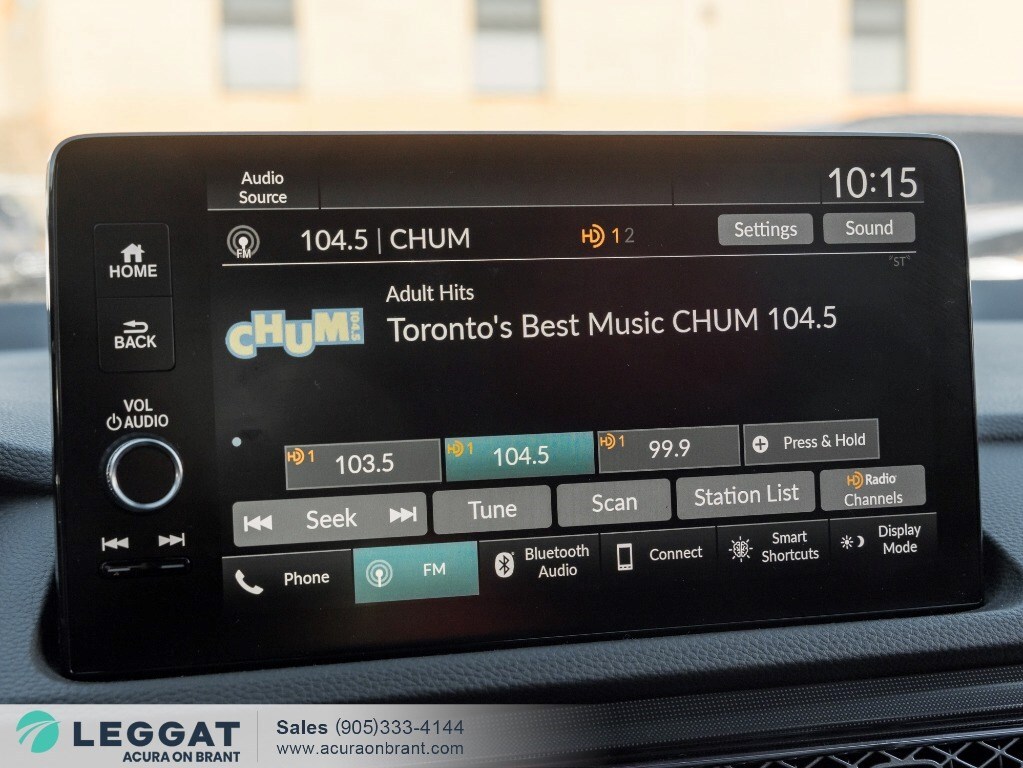 Audio
Source
10:15
FM
104.5 | CHUM
HD 1 2
Settings
Sound
"ST"
HOME
BACK
CHUM 104.5
Adult Hits
Toronto's Best Music CHUM 104.5
VOL
AUDIO
HD 1 103.5
HD 1 104.5
HD 1 99.9
Press & Hold
Seek
Tune
Scan
Station List
HD Radio
Channels
Phone
FM
Bluetooth
Audio
Connect
Smart
Shortcuts
Display
Mode
LEGGAT
ACURA ON BRANT
Sales (905)333-4144
www.acuraonbrant.com